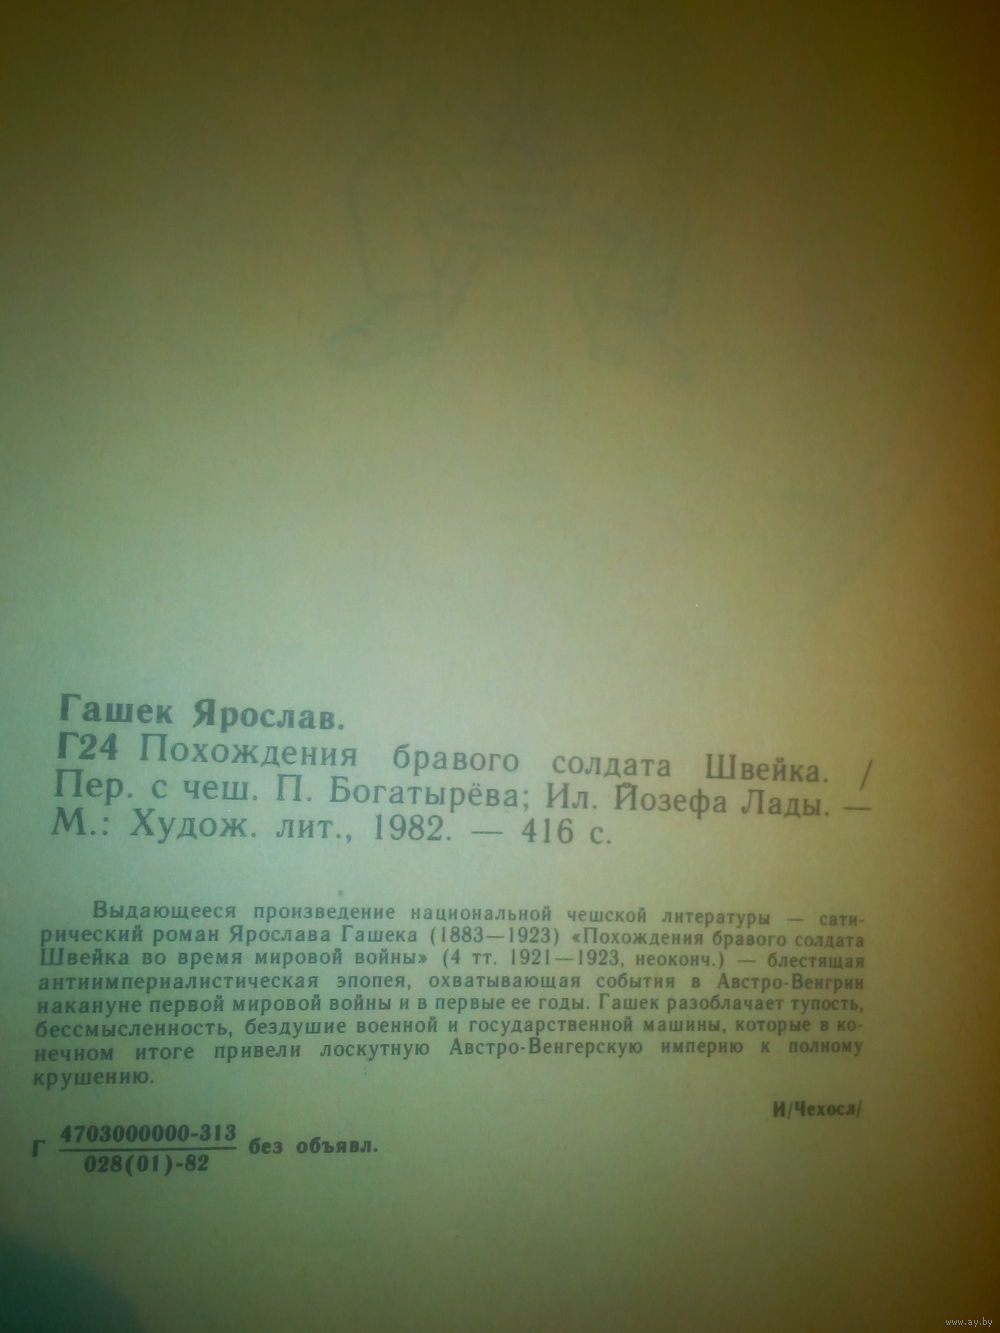 Гашек Ярослав.
Г24 Похождения бравого солдата Швейка. /
Пер. с чеш. П. Богатырёва; Ил. Йозефа Лады. —
М.: Худож. лит., 1982. — 416 с.
Выдающееся произведение национальной чешской литературы — сати-
рический роман Ярослава Гашека (1883—1923) «Похождения бравого солдата
Швейка во время мировой войны» (4 тт. 1921—1923, неоконч.) — блестящая
антиимпериалистическая эпопея, охватывающая события в Австро-Венгрии
накануне первой мировой войны и в первые ее годы. Гашек разоблачает тупость,
бессмысленность, бездушие военной и государственной машины, которые в ко-
нечном итоге привели лоскутную Австро-Венгерскую империю к полному
крушению.
И/Чехосл/
4703000000-313
Г без объявл.
028(01)-82
www.ay.by